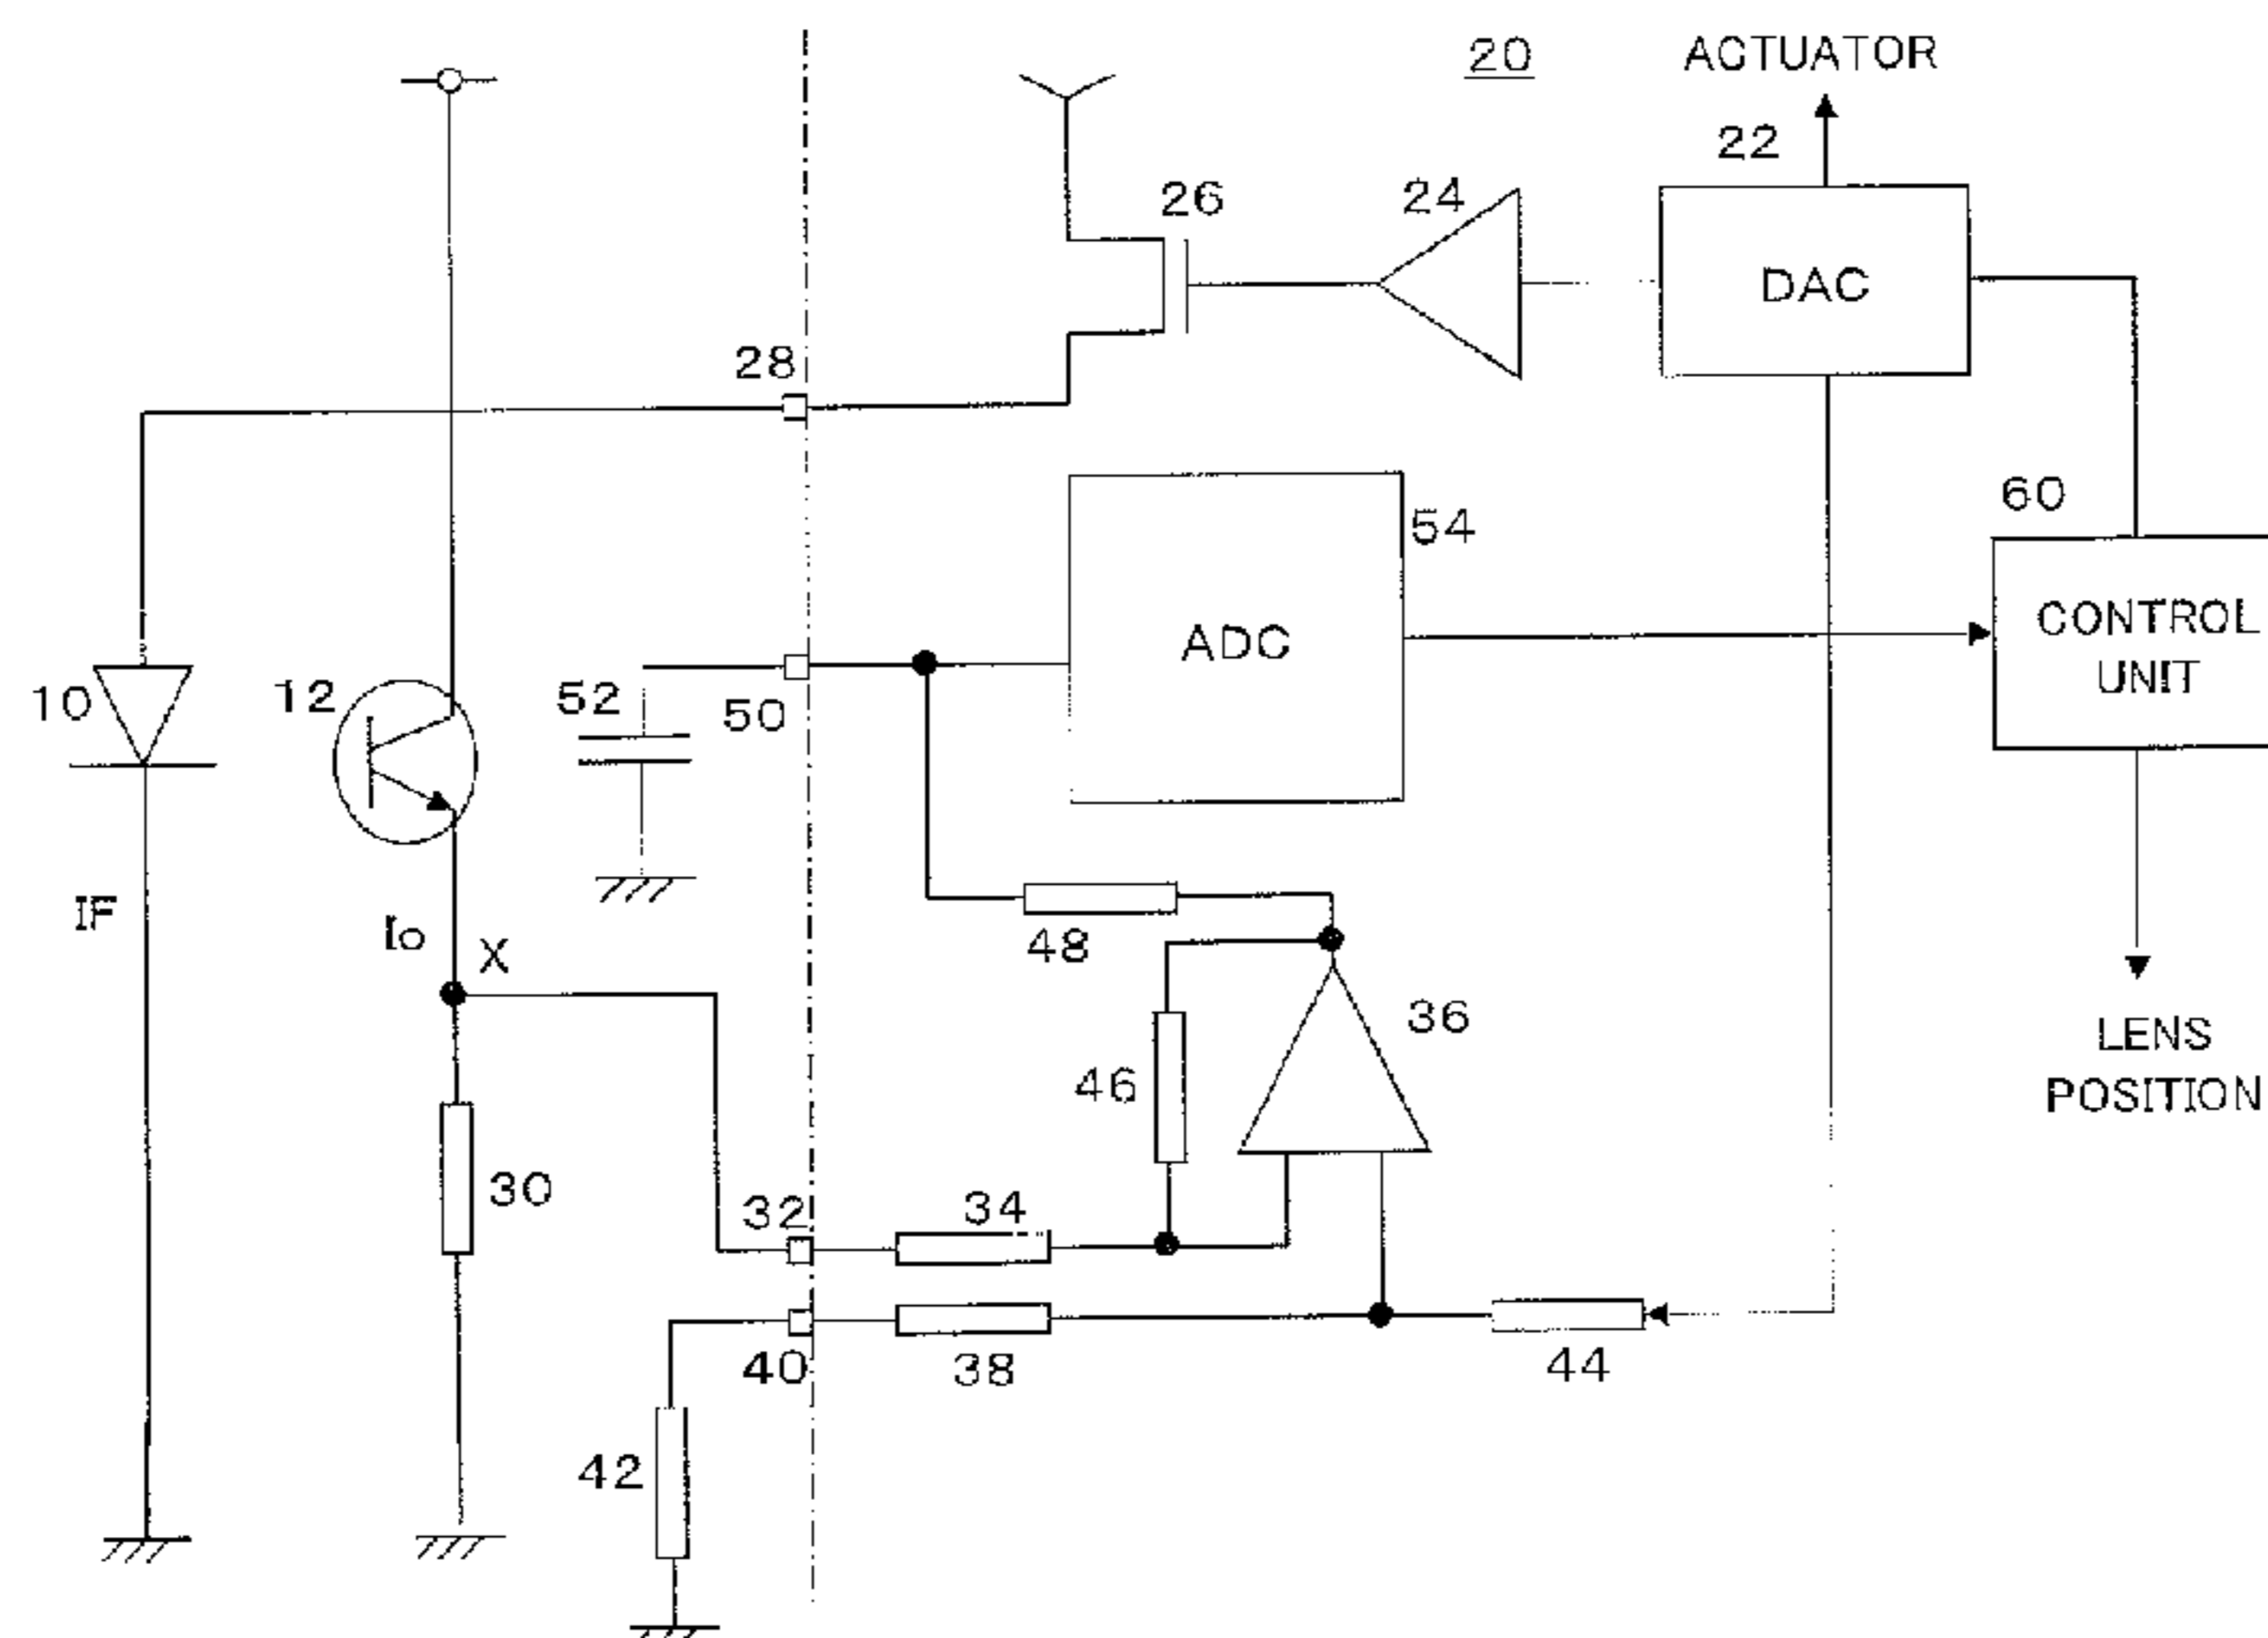 20
ACTUATOR
22
26
24
DAC
28
60
54
CONTROL
UNIT
ADC
10
12
52
50
IF
Io
X
48
36
LENS
POSITION
46
30
32
34
40
38
44
42